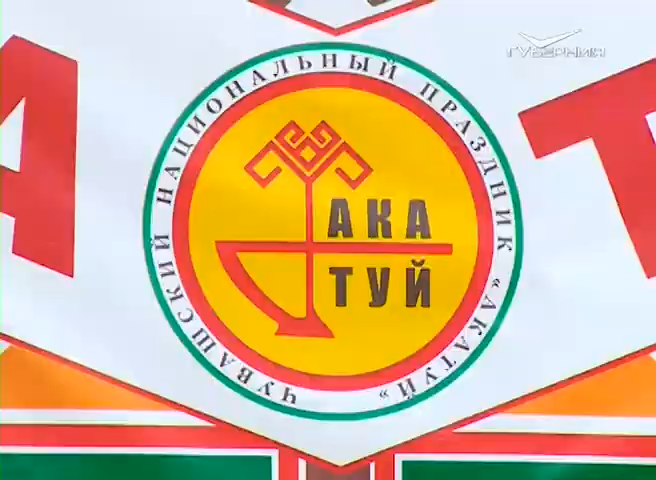 ГУБЕРНИЯ
А
Т
ЧУВАШСКИЙ НАЦИОНАЛЬНЫЙ ПРАЗДНИК «АКАТУЙ»
АКА
ТУЙ